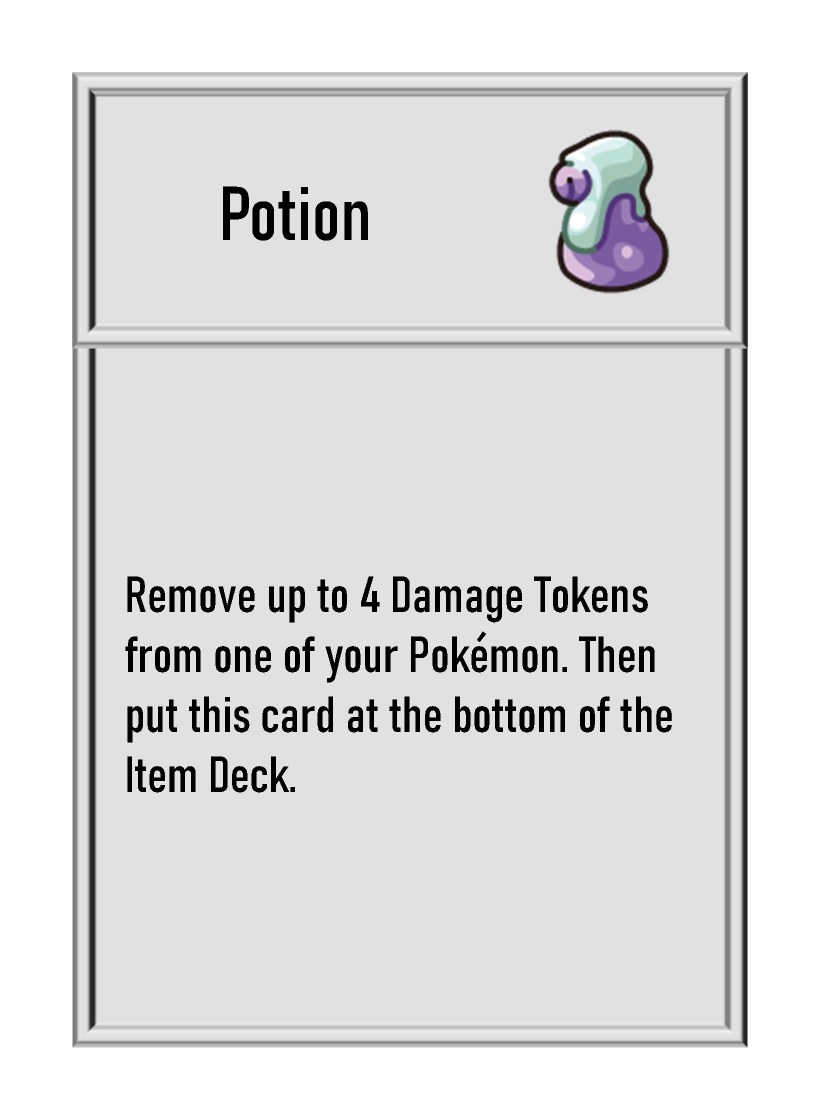 Potion
Remove up to 4 Damage Tokens
from one of your Pokémon. Then
put this card at the bottom of the
Item Deck.